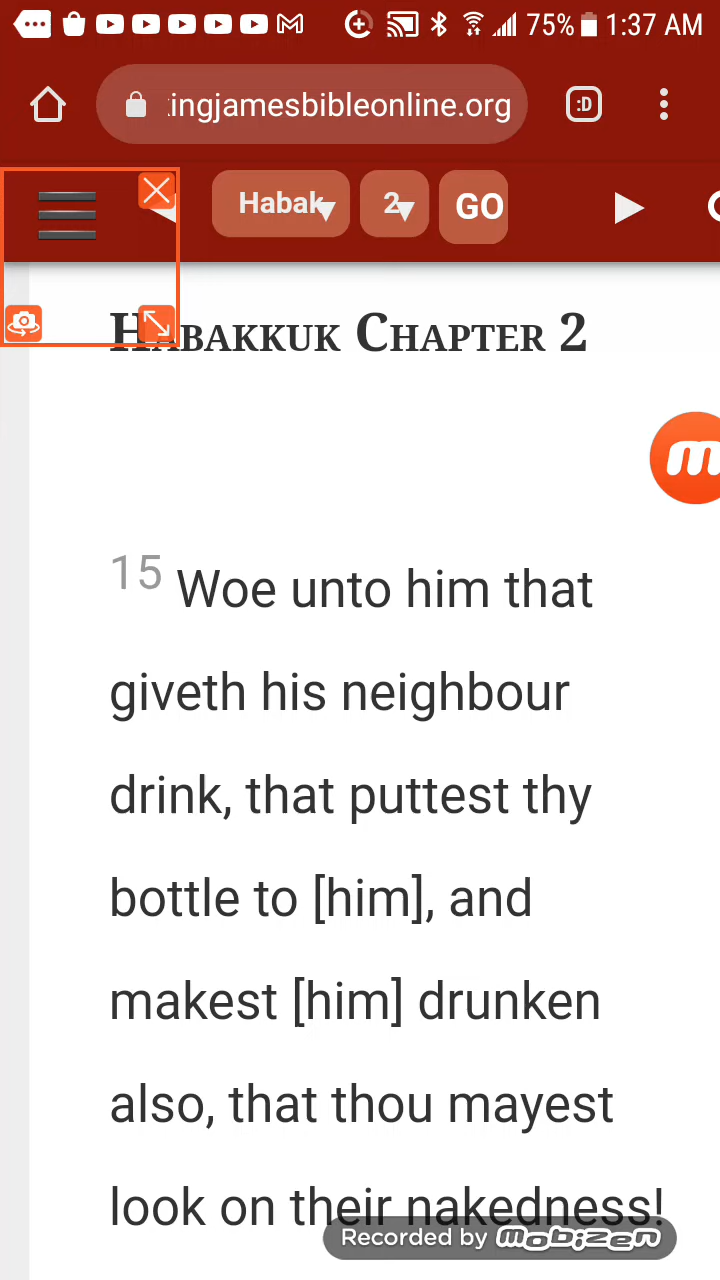 75% 1:37 AM
ingjamesbibleonline.org
:D
Habak 2 GO
Habakkuk Chapter 2
m
15 Woe unto him that
giveth his neighbour
drink, that puttest thy
bottle to [him], and
makest [him] drunken
also, that thou mayest
look on their nakedness!
Recorded by mobizen